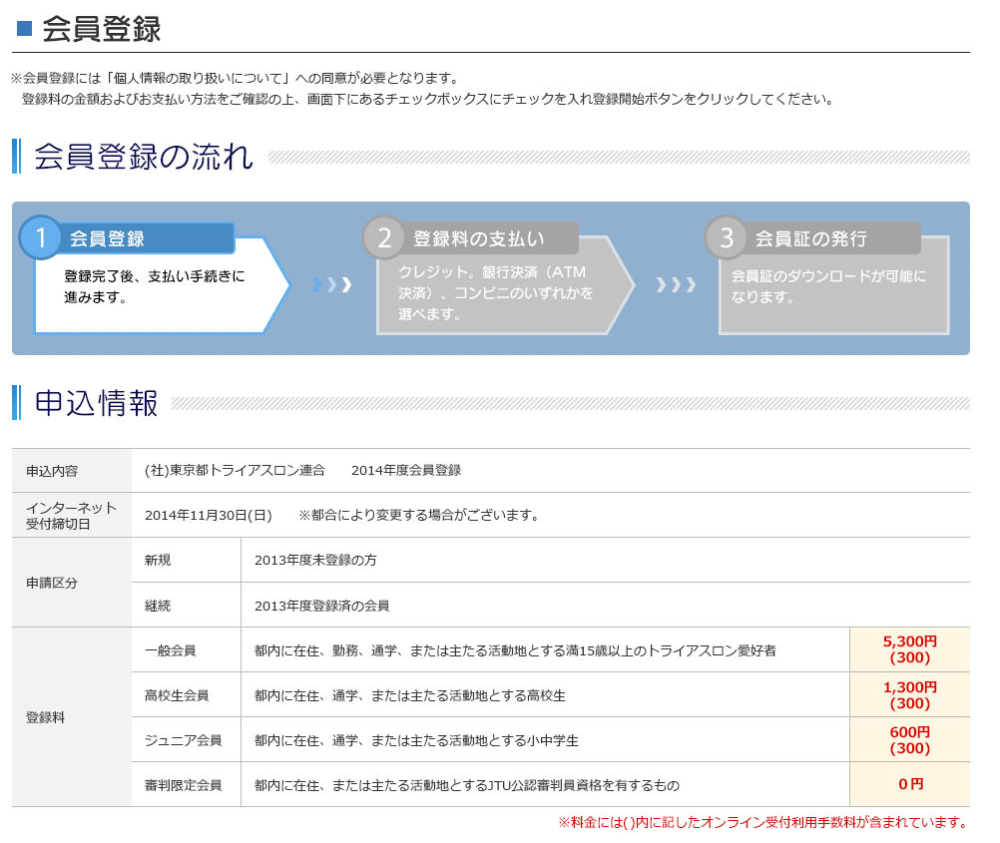 会員登録
※会員登録には「個人情報の取り扱いについて」への同意が必要となります。
登録料の金額およびお支払い方法をご確認の上、画面下にあるチェックボックスにチェックを入れ登録開始ボタンをクリックしてください。
会員登録の流れ
1 会員登録
登録完了後、支払い手続きに
進みます。
2 登録料の支払い
クレジット。銀行決済（ATM
決済）、コンビニのいずれかを
選べます。
3 会員証の発行
会員証のダウンロードが可能に
なります。
申込情報
申込内容 (社)東京都トライアスロン連合 2014年度会員登録
インターネット
受付締切日
2014年11月30日(日) ※都合により変更する場合がございます。
申請区分
新規 2013年度未登録の方
継続 2013年度登録済の会員
登録料
一般会員 都内に在住、勤務、通学、または主たる活動地とする満15歳以上のトライアスロン愛好者
5,300円
(300)
高校生会員 都内に在住、通学、または主たる活動地とする高校生
1,300円
(300)
ジュニア会員 都内に在住、通学、または主たる活動地とする小中学生
600円
(300)
審判限定会員 都内に在住、または主たる活動地とするJTU公認審判員資格を有するもの
0 円
※料金には( )内に記したオンライン受付利用手数料が含まれています。